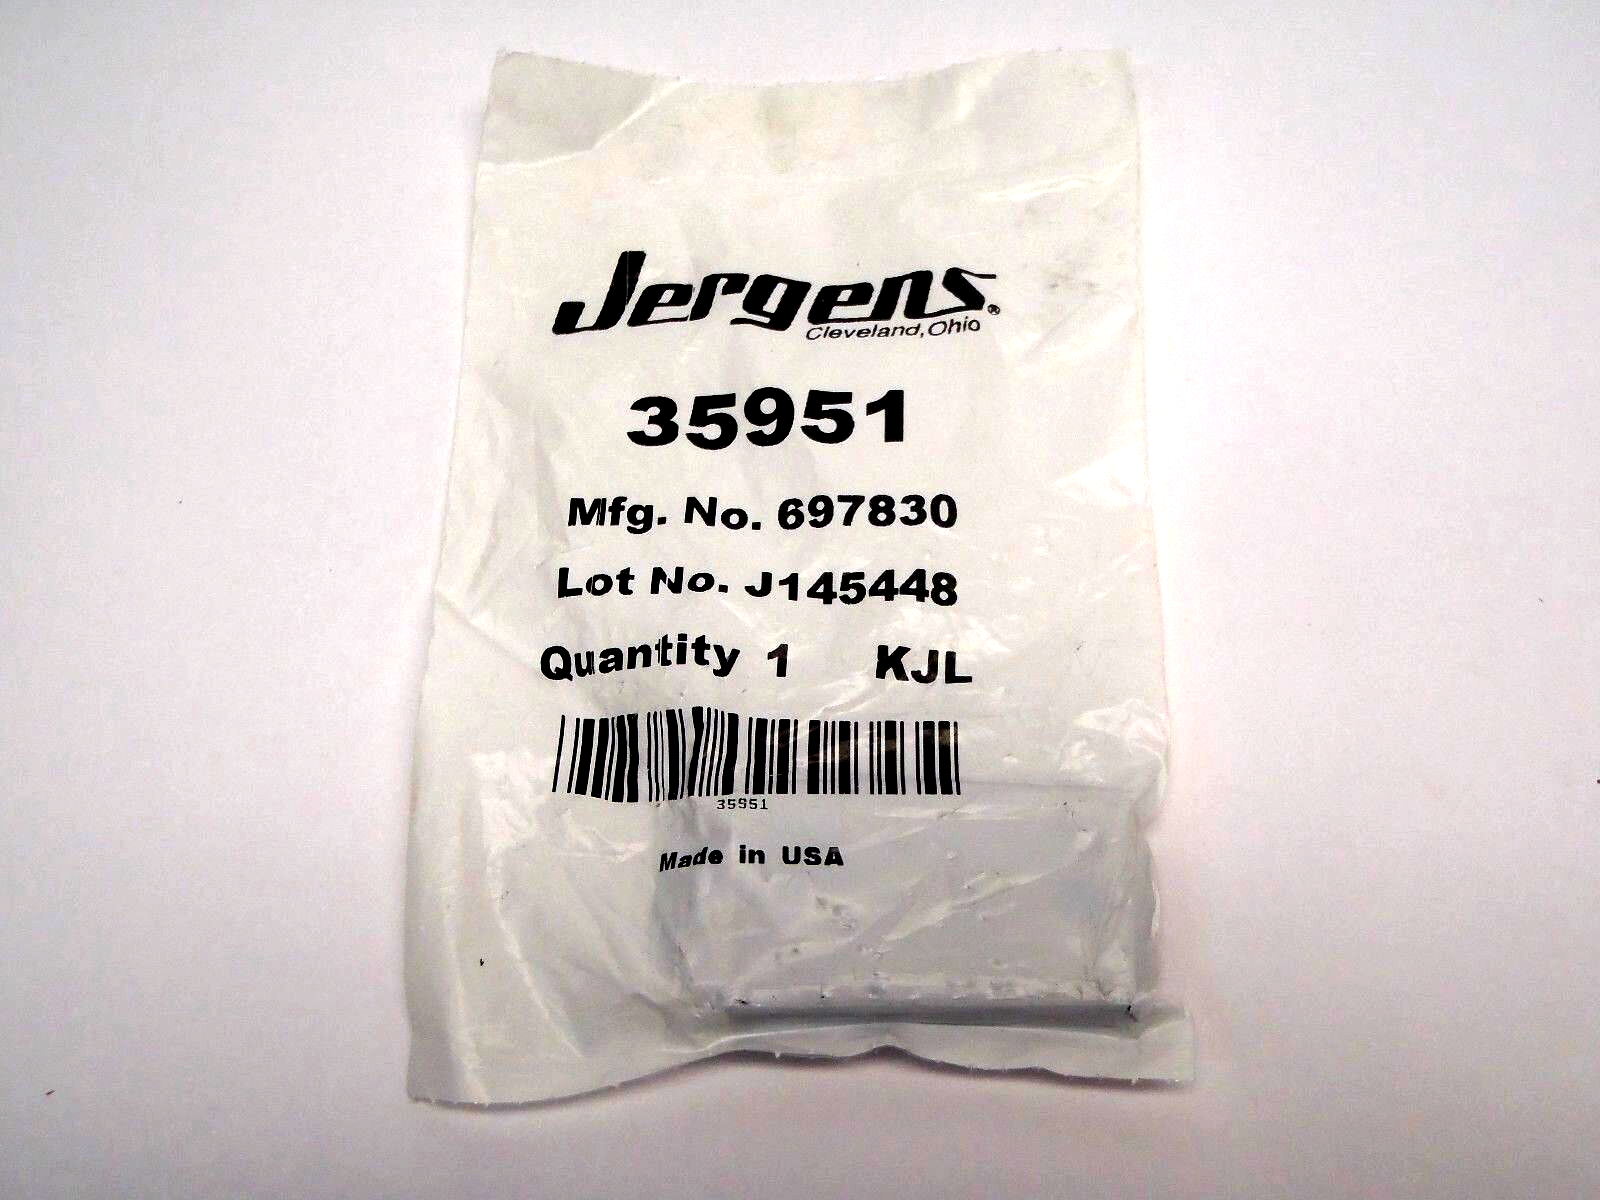 Jergens®
Cleveland, Ohio
35951
Mfg. No. 697830
Lot No. J145448
Quantity 1 KJL
35951
Made in USA